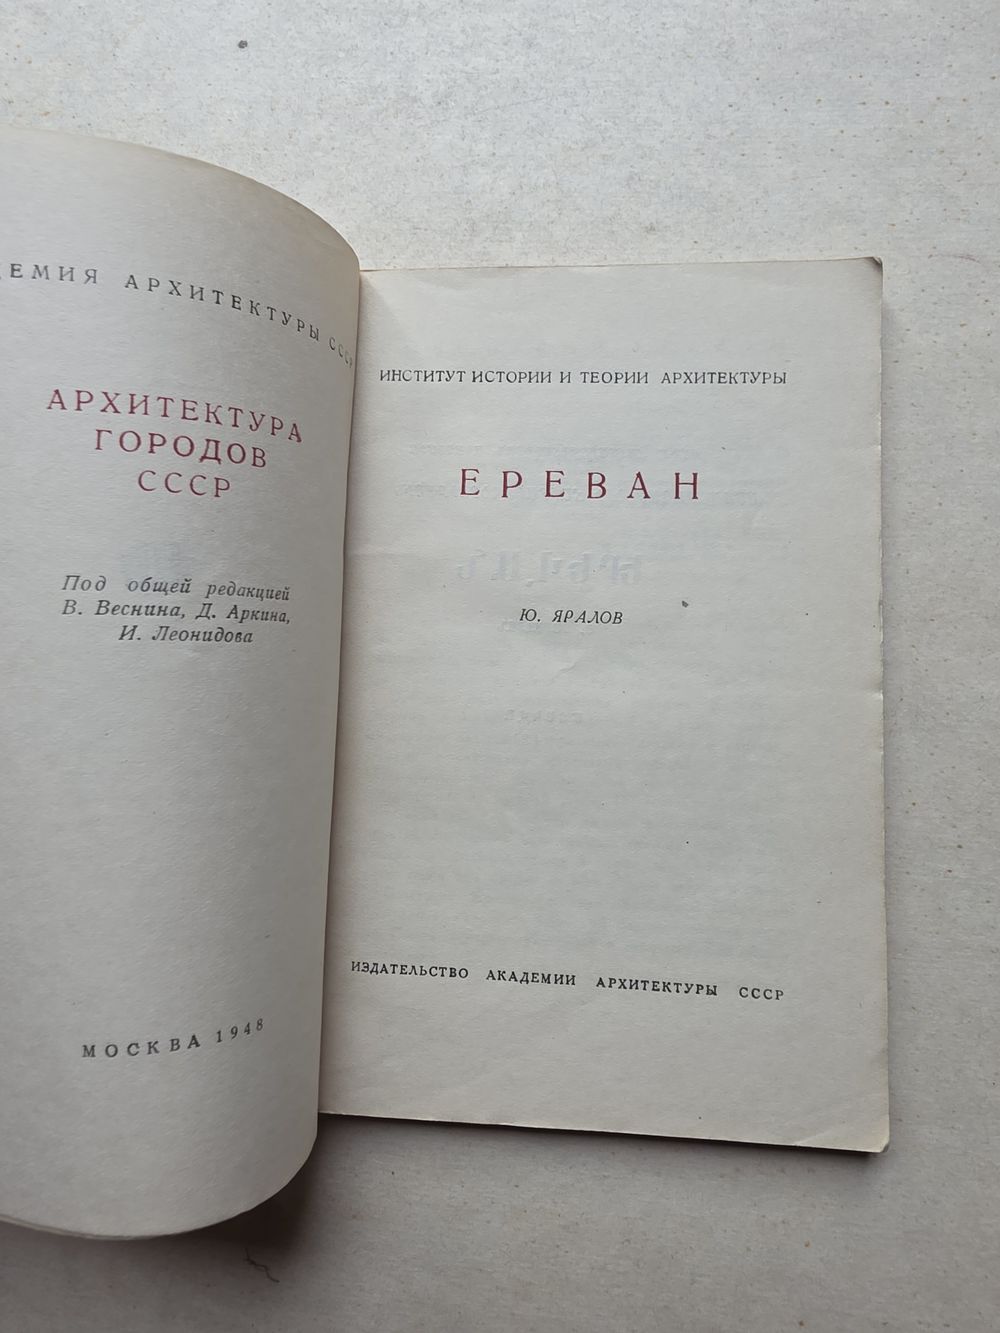 ДЕМИЯ АРХИТЕКТУРЫ СССР
АРХИТЕКТУРА
ГОРОДОВ
СССР
Под общей редакцией
В. Веснина, Д. Аркина,
И. Леонидова
МОСКВА 1948
ИНСТИТУТ ИСТОРИИ И ТЕОРИИ АРХИТЕКТУРЫ
ЕРЕВАН
Ю. ЯРАЛОВ
ИЗДАТЕЛЬСТВО АКАДЕМИИ АРХИТЕКТУРЫ СССР